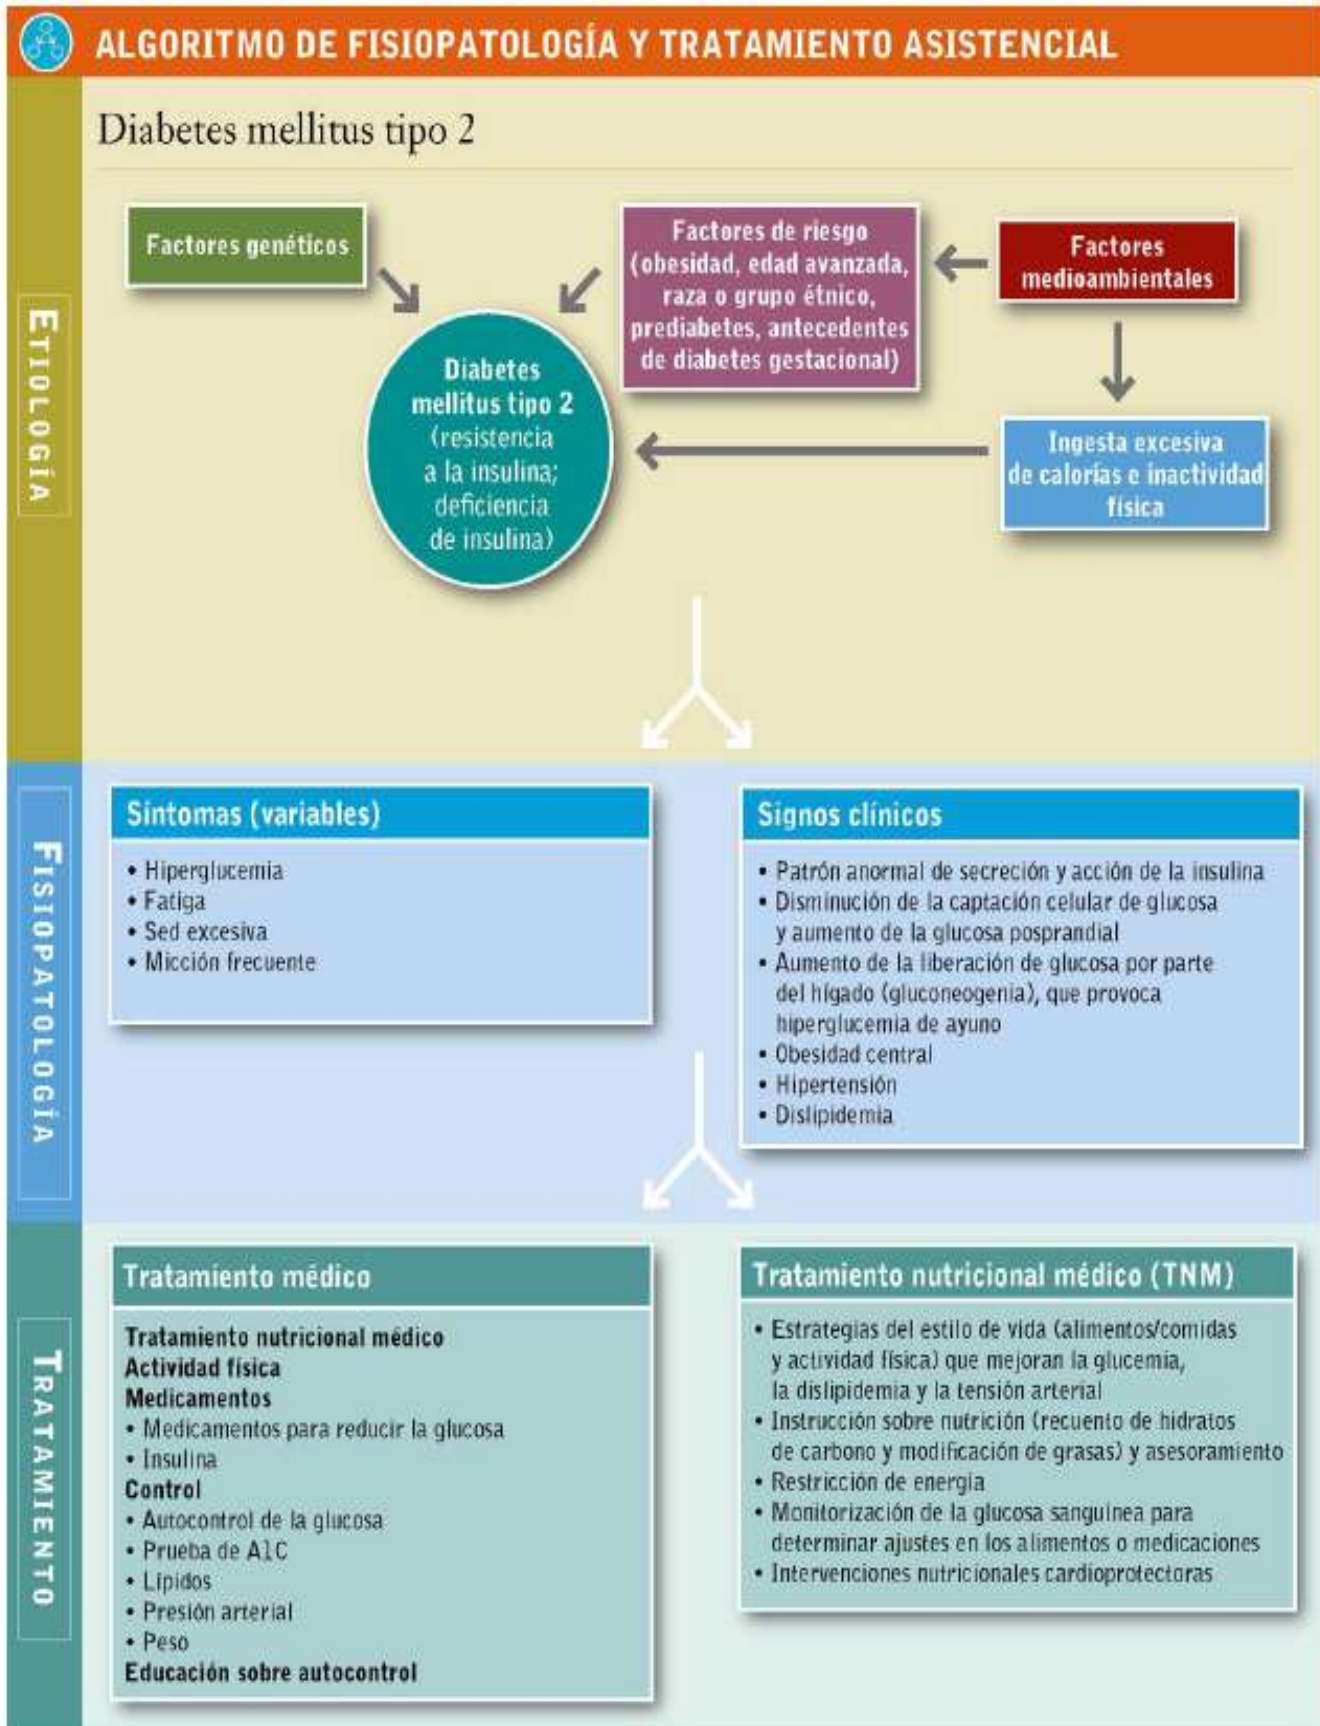 ALGORITMO DE FISIOPATOLOGÍA Y TRATAMIENTO ASISTENCIAL
Diabetes mellitus tipo 2
ETIOLOGÍA
Factores genéticos
Factores de riesgo
(obesidad, edad avanzada,
raza o grupo étnico,
prediabetes, antecedentes
de diabetes gestacional)
Factores
medioambientales
Diabetes
mellitus tipo 2
(resistencia
a la insulina;
deficiencia
de insulina)
Ingesta excesiva
de calorías e inactividad
física
FISIOPATOLOGÍA
Síntomas (variables)
• Hiperglucemia
• Fatiga
• Sed excesiva
• Micción frecuente
Signos clínicos
• Patrón anormal de secreción y acción de la insulina
• Disminución de la captación celular de glucosa
y aumento de la glucosa posprandial
• Aumento de la liberación de glucosa por parte
del hígado (gluconeogenia), que provoca
hiperglucemia de ayuno
• Obesidad central
• Hipertensión
• Dislipidemia
TRATAMIENTO
Tratamiento médico
Tratamiento nutricional médico
Actividad física
Medicamentos
• Medicamentos para reducir la glucosa
• Insulina
Control
• Autocontrol de la glucosa
• Prueba de A1C
• Lípidos
• Presión arterial
• Peso
Educación sobre autocontrol
Tratamiento nutricional médico (TNM)
• Estrategias del estilo de vida (alimentos/comidas
y actividad física) que mejoran la glucemia,
la dislipidemia y la tensión arterial
• Instrucción sobre nutrición (recuento de hidratos
de carbono y modificación de grasas) y asesoramiento
• Restricción de energía
• Monitorización de la glucosa sanguínea para
determinar ajustes en los alimentos o medicaciones
• Intervenciones nutricionales cardioprotectoras